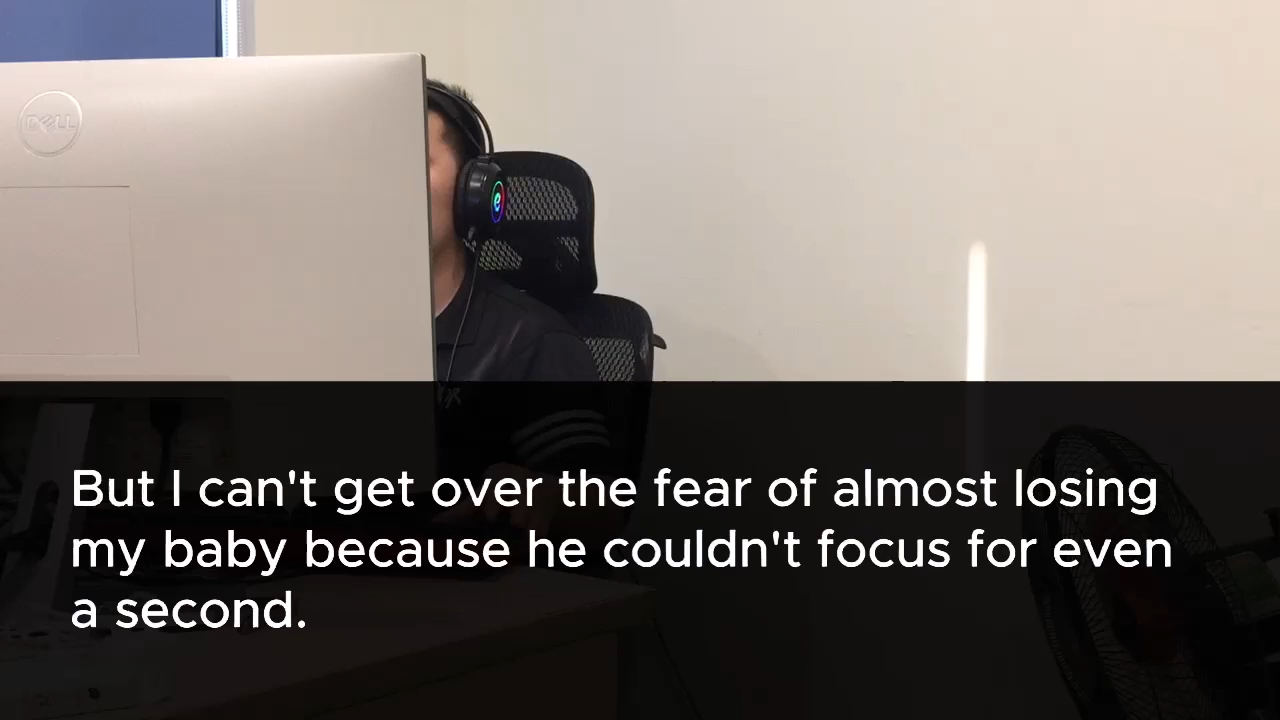 DELL
But I can't get over the fear of almost losing
my baby because he couldn't focus for even
a second.